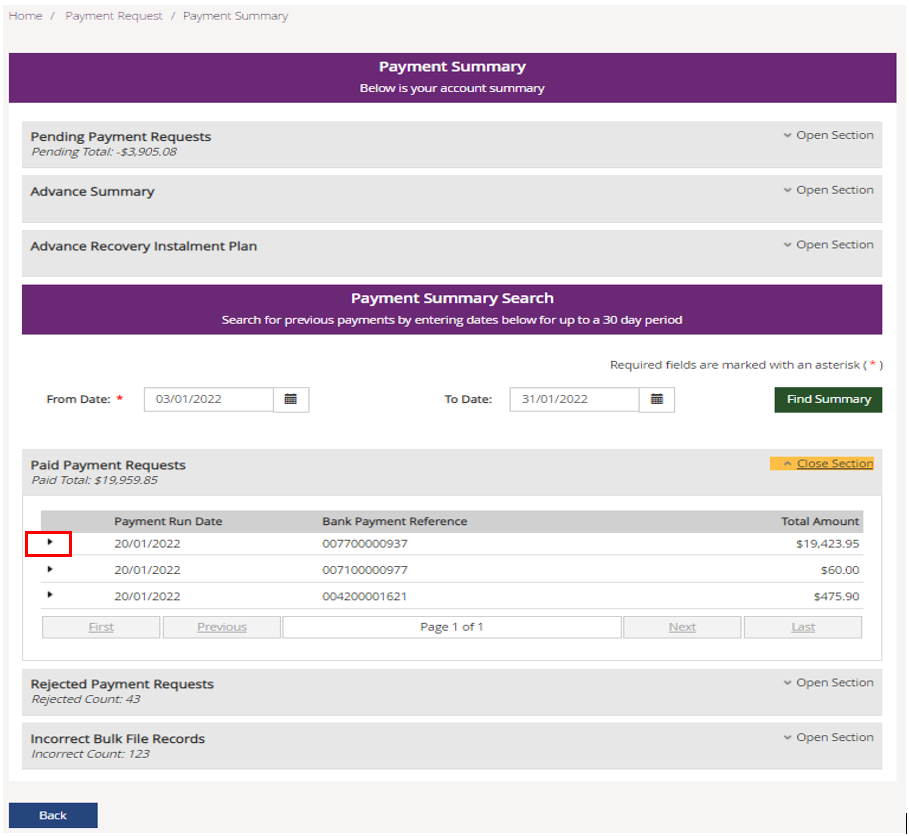 Home / Payment Request / Payment Summary
Payment Summary
Below is your account summary
Pending Payment Requests
Open Section
Pending Total: -$3,905.08
Advance Summary
Open Section
Advance Recovery Instalment Plan
Open Section
Payment Summary Search
Search for previous payments by entering dates below for up to a 30 day period
Required fields are marked with an asterisk ( * )
From Date: * 03/01/2022 To Date: 31/01/2022 Find Summary
Paid Payment Requests
Close Section
Paid Total: $19,959.85
Payment Run Date Bank Payment Reference Total Amount
20/01/2022 007700000937 $19,423.95
20/01/2022 007100000977 $60.00
20/01/2022 004200001621 $475.90
First Previous Page 1 of 1 Next Last
Rejected Payment Requests
Open Section
Rejected Count: 43
Incorrect Bulk File Records
Open Section
Incorrect Count: 123
Back